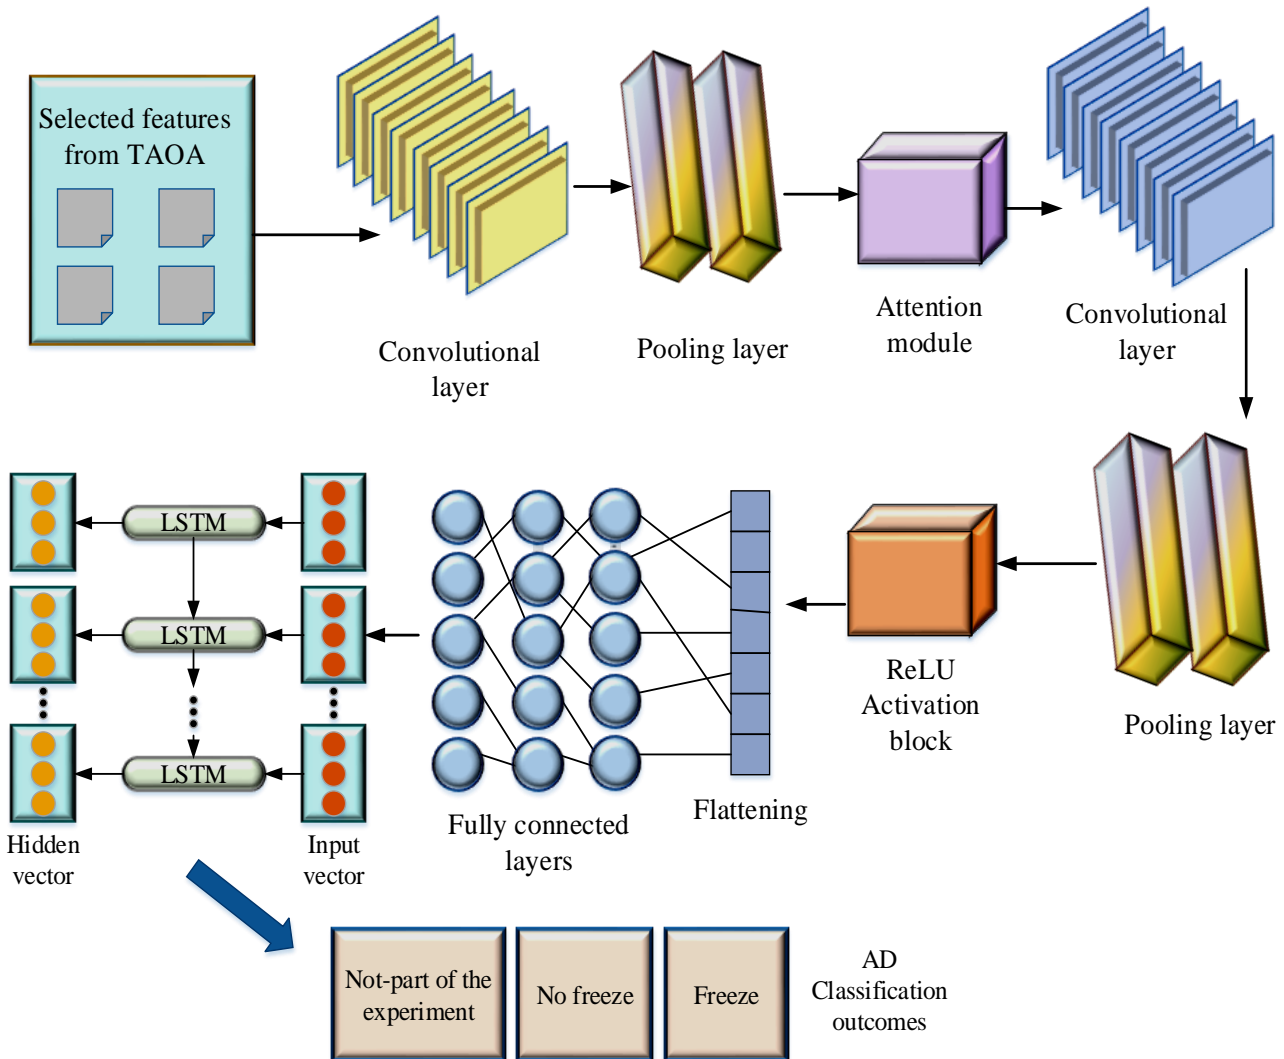 Selected features
from TAOA
Convolutional
layer
Pooling layer
Attention
module
Convolutional
layer
LSTM
LSTM
LSTM
Hidden
vector
Input
vector
Fully connected
layers
Flattening
ReLU
Activation
block
Pooling layer
Not-part of the
experiment
No freeze
Freeze
AD
Classification
outcomes